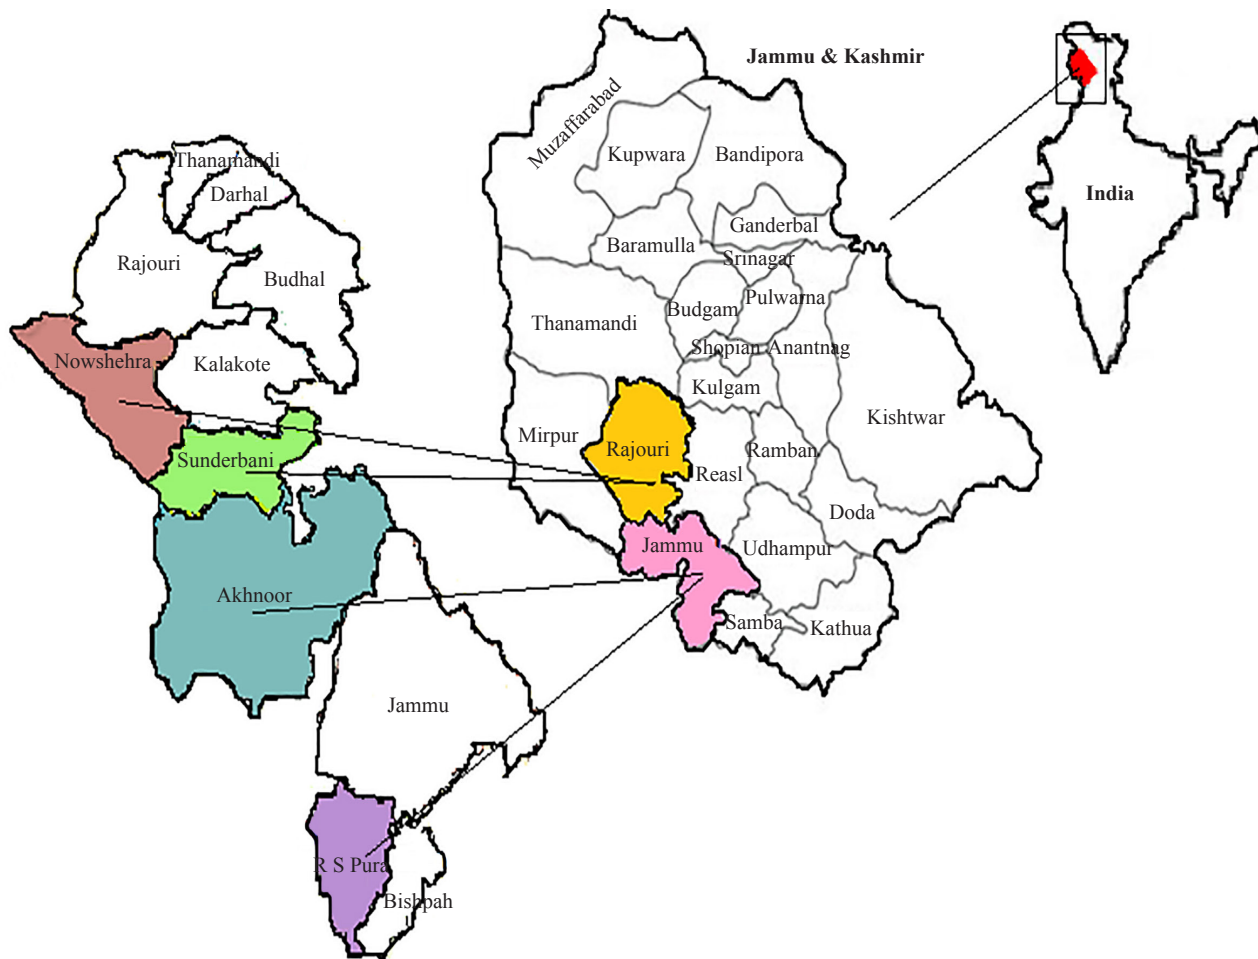 Jammu & Kashmir
Muzaffarabad
Kupwara
Bandipora
Ganderbal
Baramulla
Srinagar
Budgam
Pulwarna
Thanamandi
Shopian
Anantnag
Kulgam
Kishtwar
Mirpur
Rajouri
Reasl
Ramban
Doda
Jammu
Udhampur
Samba
Kathua
India
Thanamandi
Darhal
Rajouri
Budhal
Nowshehra
Kalakote
Sunderbani
Akhnoor
Jammu
R S Pura
Bishpah